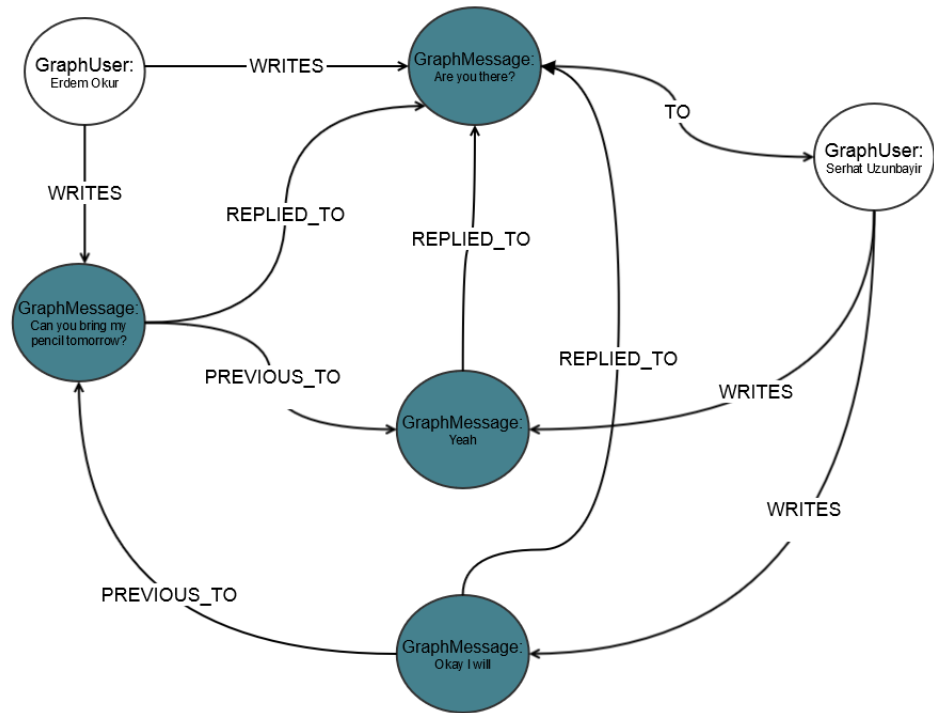 GraphUser:
Erdem Okur
WRITES
GraphMessage:
Are you there?
TO
GraphUser:
Serhat Uzunbayir
WRITES
REPLIED_TO
REPLIED_TO
GraphMessage:
Can you bring my
pencil tomorrow?
PREVIOUS_TO
REPLIED_TO
WRITES
GraphMessage:
Yeah
WRITES
PREVIOUS_TO
GraphMessage:
Okay I will